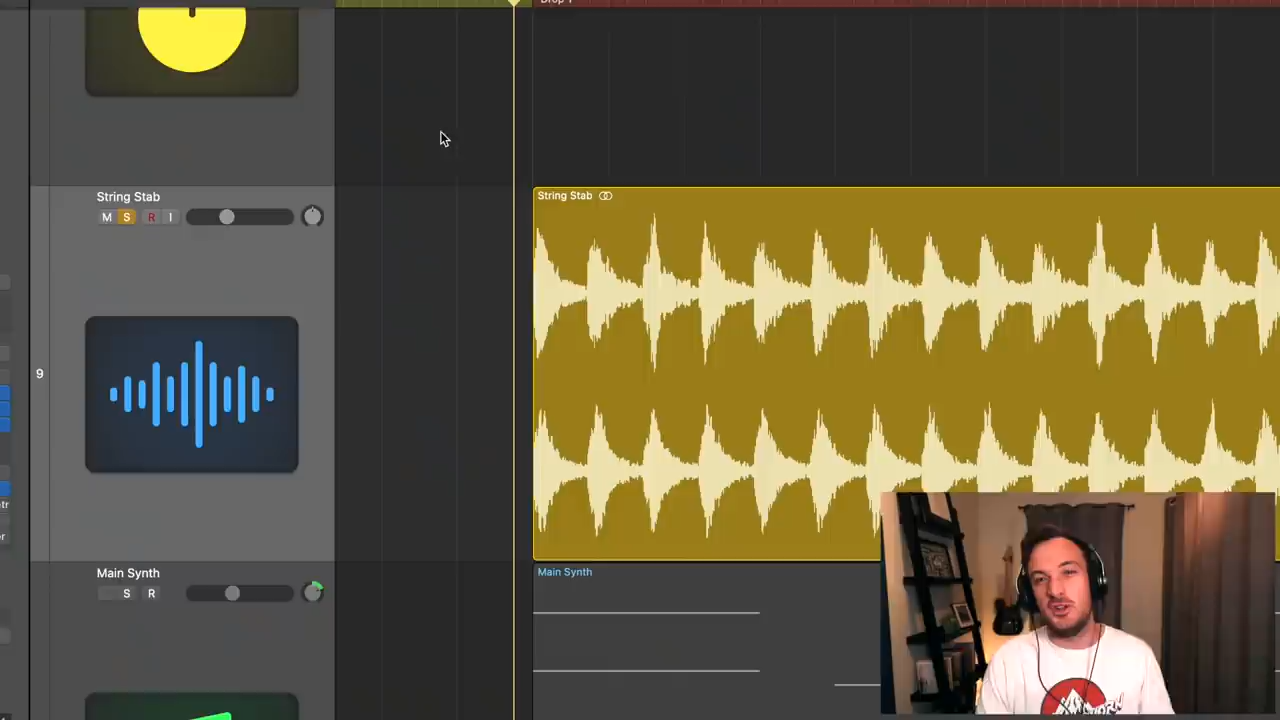 Drop 1
String Stab
String Stab
M S R I
9
Main Synth
Main Synth
S R